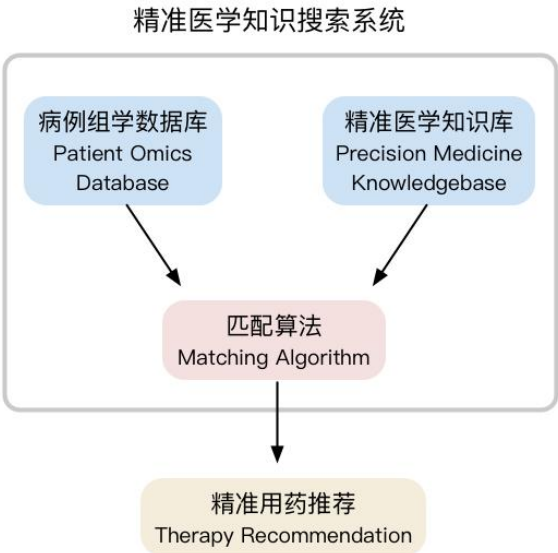 精准医学知识搜索系统
病例组学数据库
Patient Omics
Database
精准医学知识库
Precision Medicine
Knowledgebase
匹配算法
Matching Algorithm
精准用药推荐
Therapy Recommendation